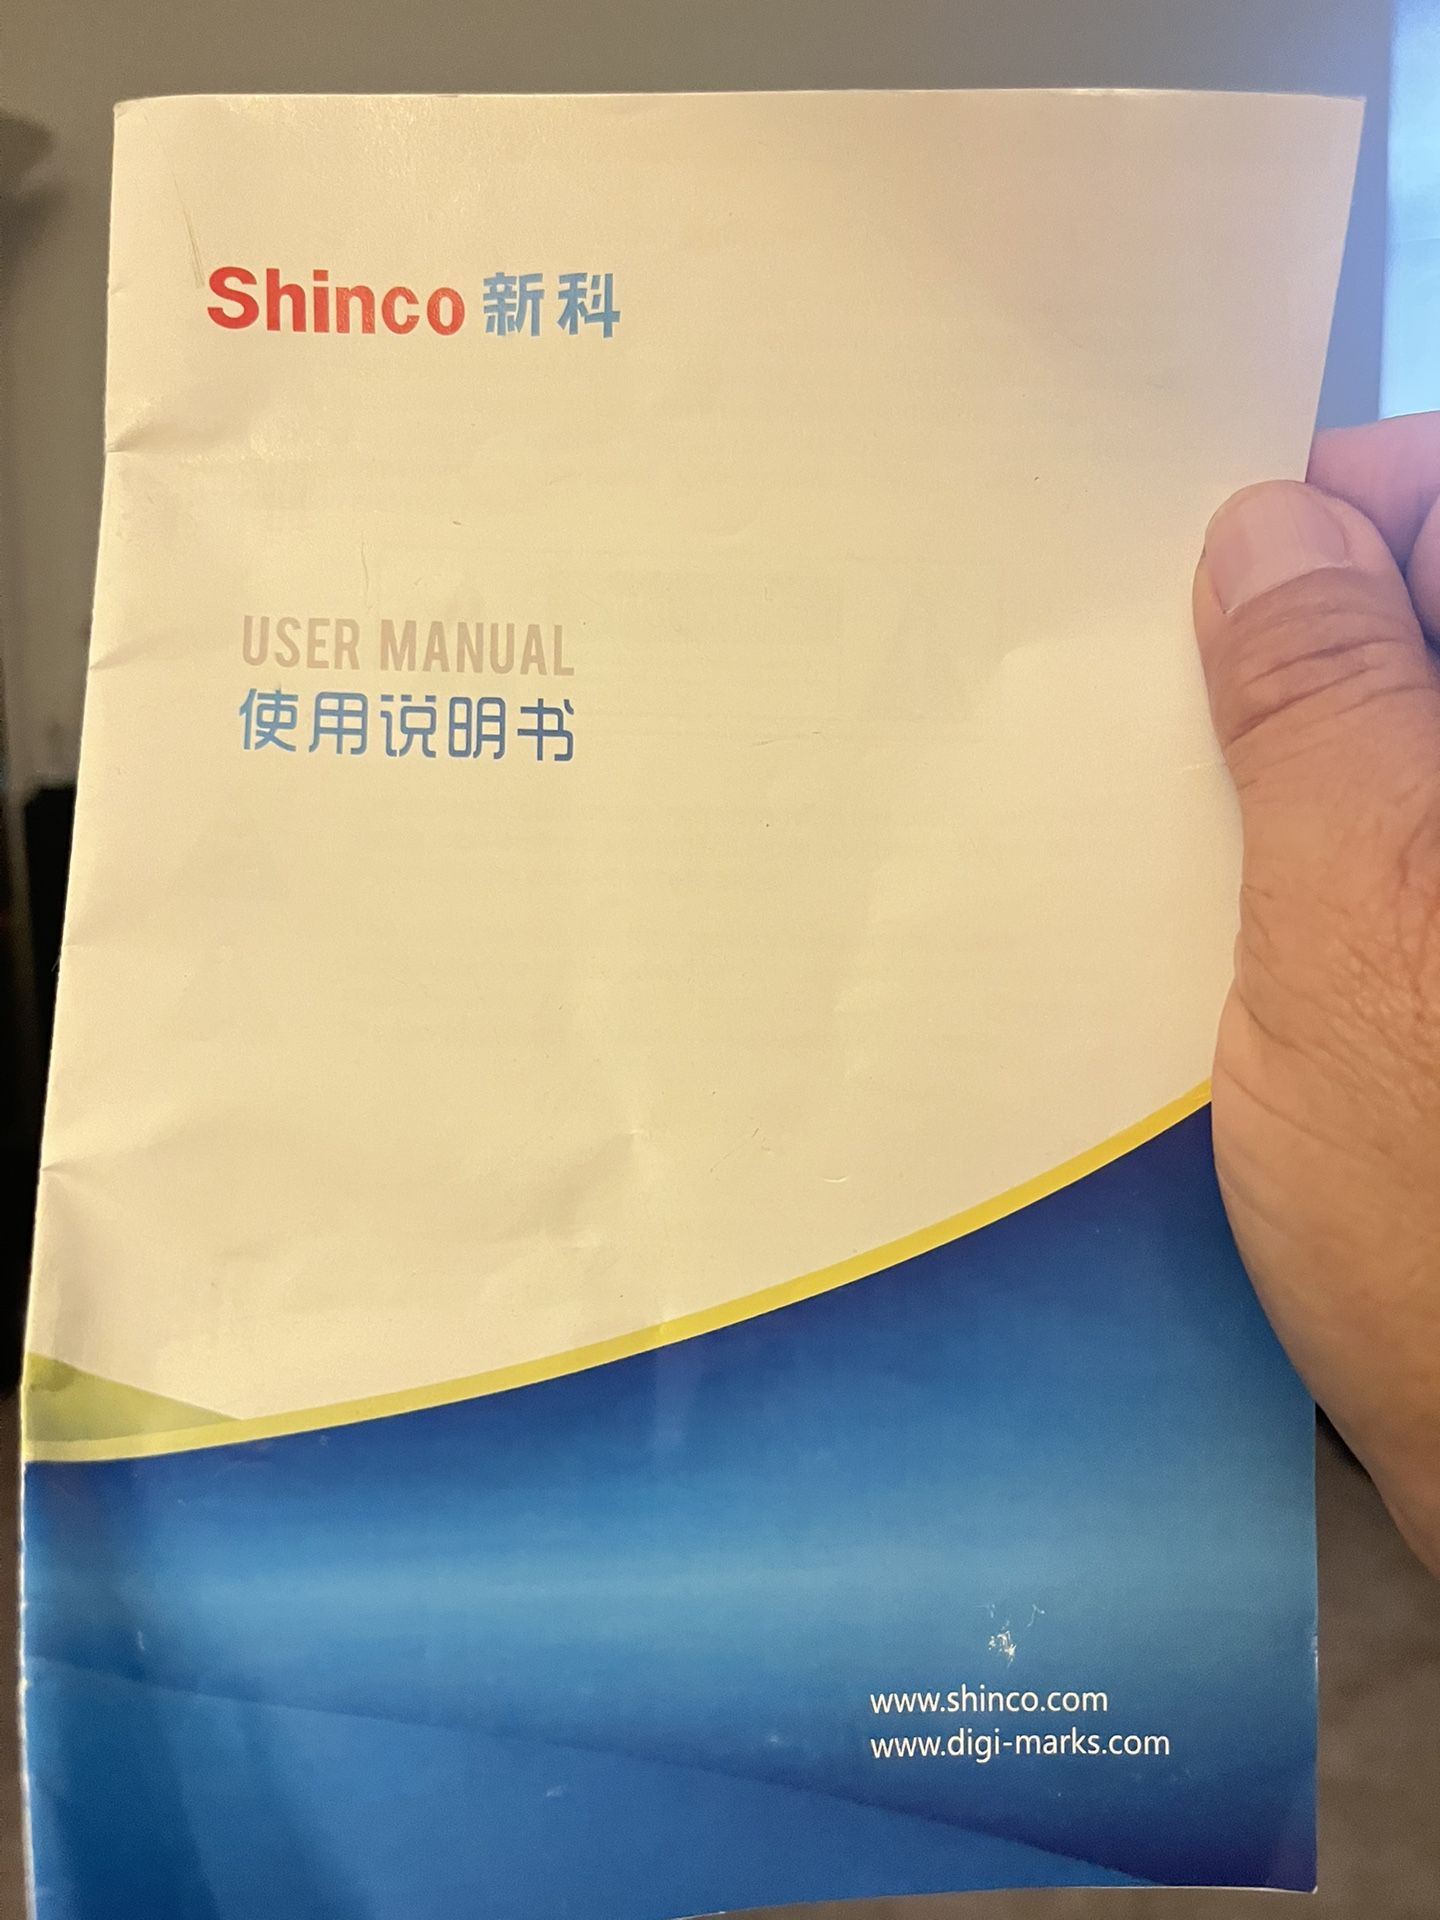 Shinco 新科
USER MANUAL
使用说明书
www.shinco.com
www.digi-marks.com